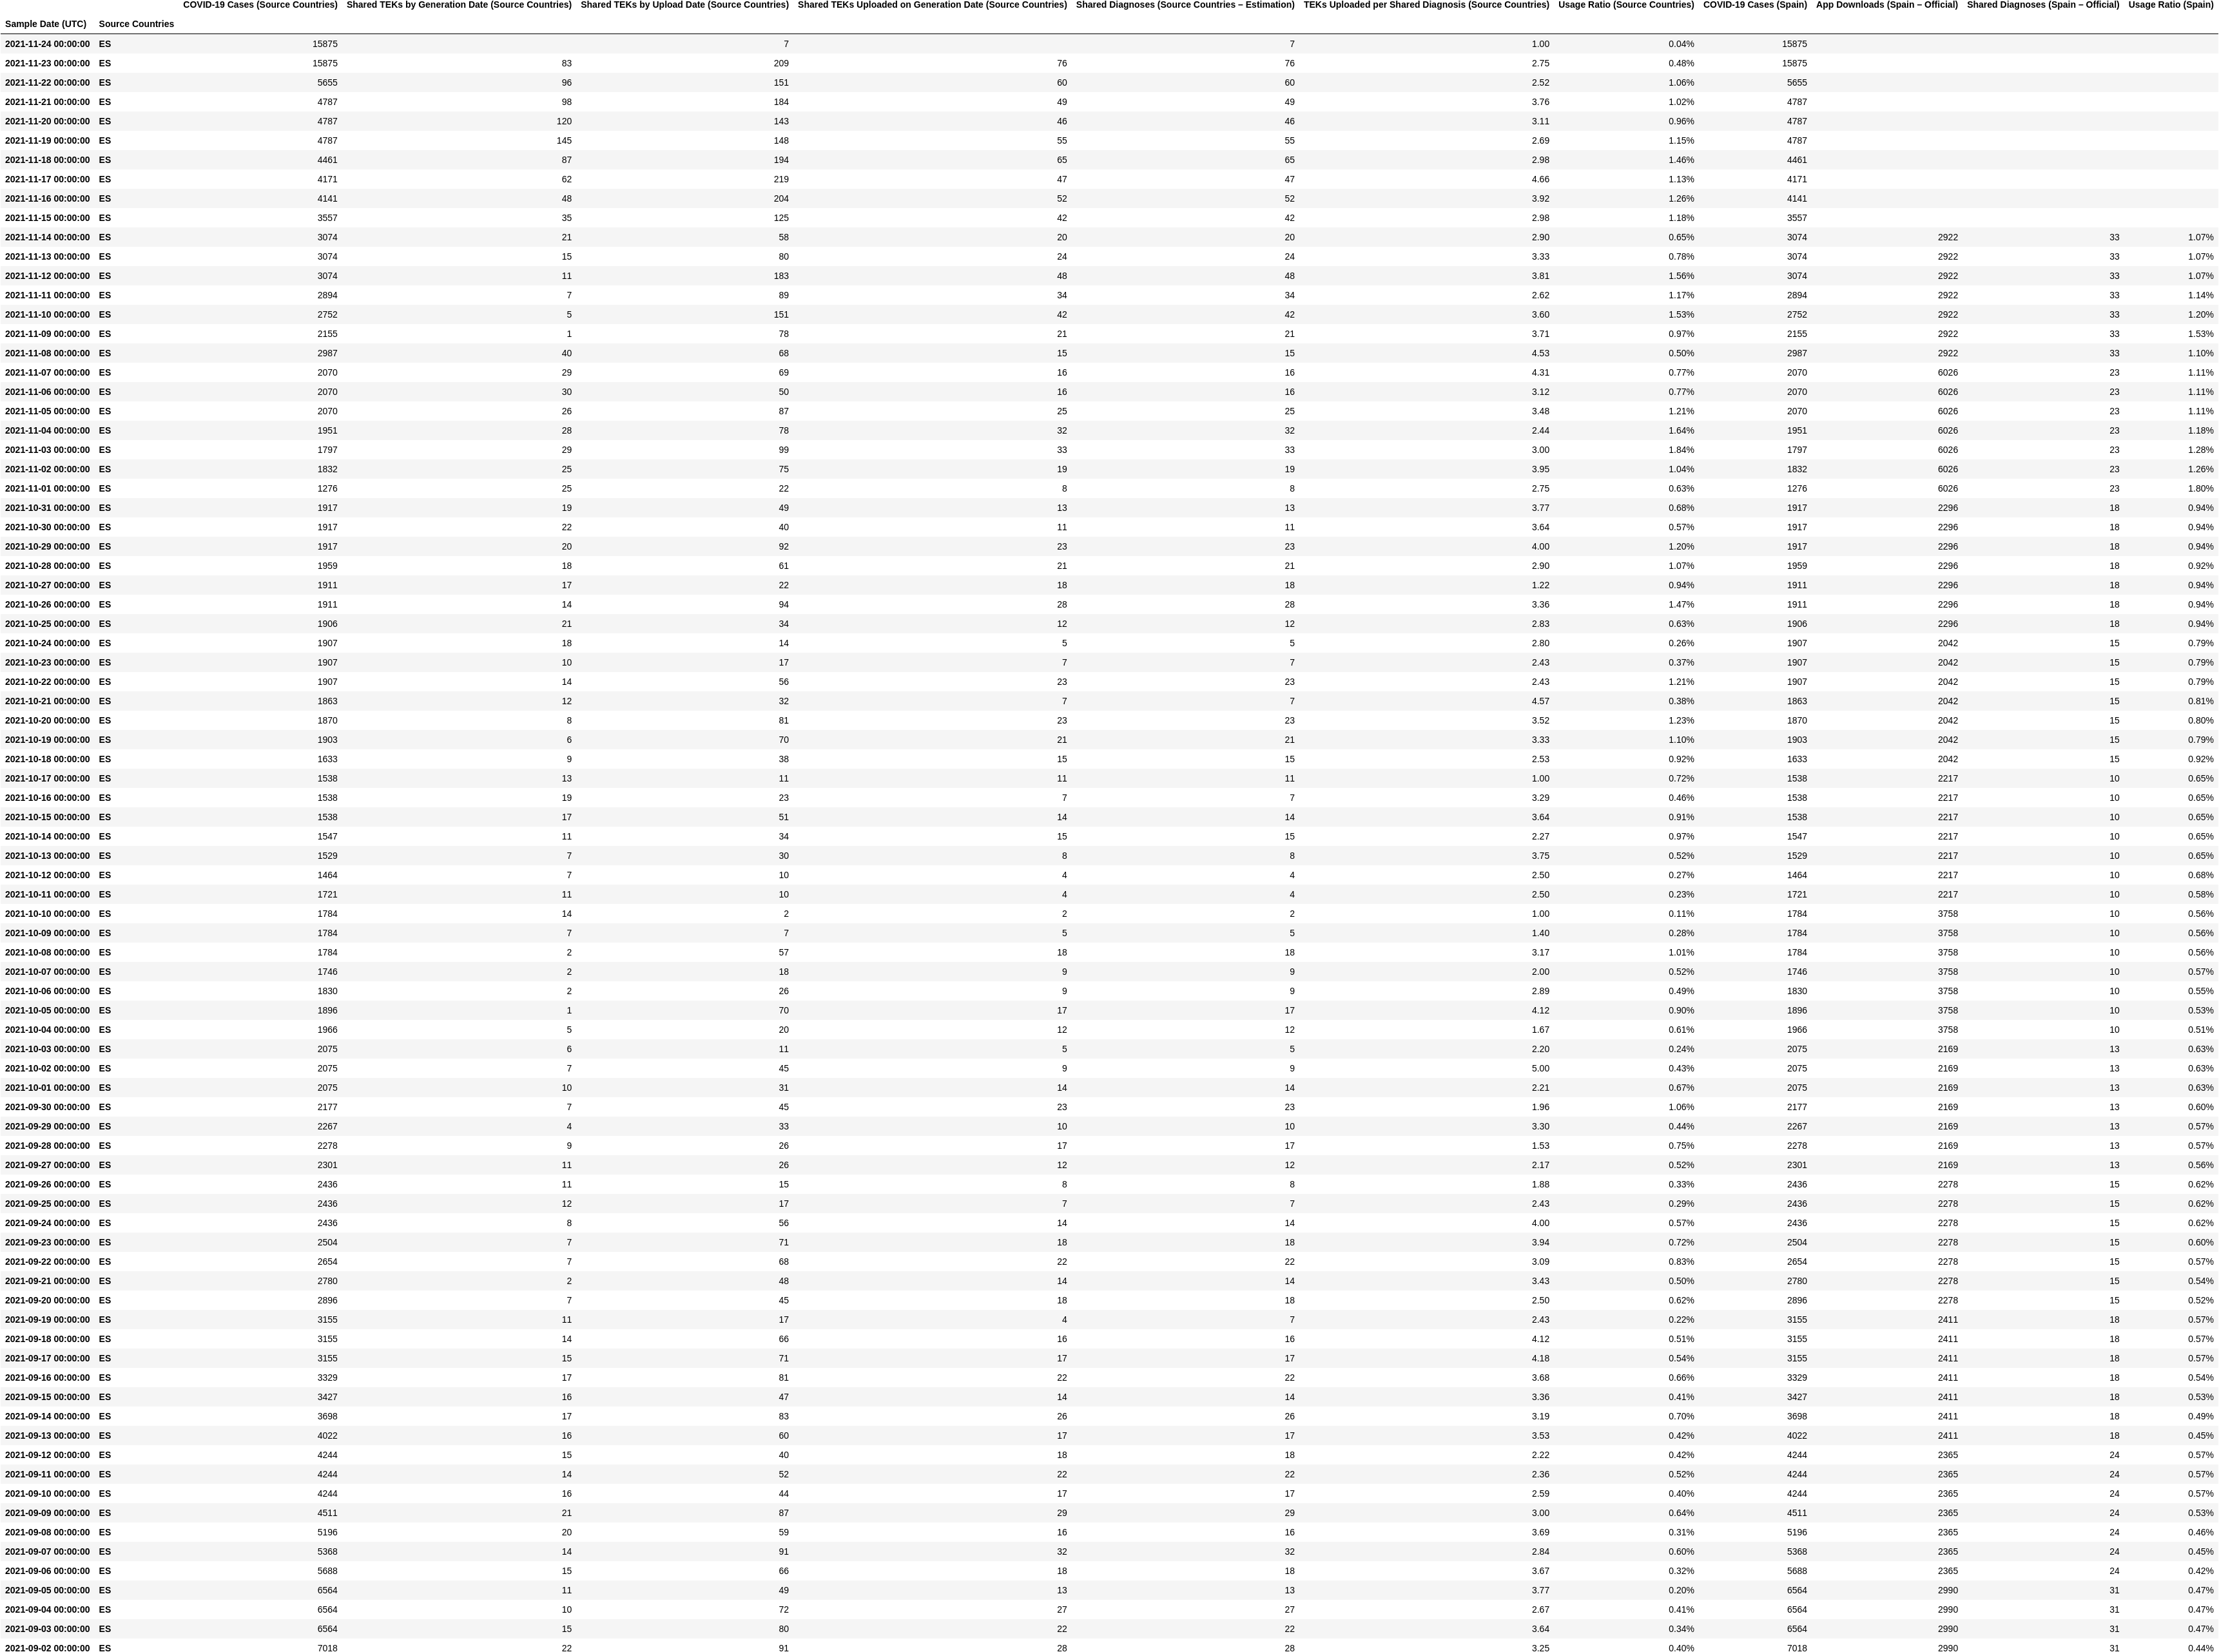 COVID-19 Cases (Source Countries) Shared TEKs by Generation Date (Source Countries) Shared TEKs by Upload Date (Source Countries) Shared TEKs Uploaded on Generation Date (Source Countries) Shared Diagnoses (Source Countries – Estimation) TEKs Uploaded per Shared Diagnosis (Source Countries) Usage Ratio (Source Countries) COVID-19 Cases (Spain) App Downloads (Spain – Official) Shared Diagnoses (Spain – Official) Usage Ratio (Spain)
Sample Date (UTC) Source Countries
2021-11-24 00:00:00 ES 15875 7 7 1.00 0.04% 15875
2021-11-23 00:00:00 ES 15875 83 209 76 76 2.75 0.48% 15875
2021-11-22 00:00:00 ES 5655 96 151 60 60 2.52 1.06% 5655
2021-11-21 00:00:00 ES 4787 98 184 49 49 3.76 1.02% 4787
2021-11-20 00:00:00 ES 4787 120 143 46 46 3.11 0.96% 4787
2021-11-19 00:00:00 ES 4787 145 148 55 55 2.69 1.15% 4787
2021-11-18 00:00:00 ES 4461 87 194 65 65 2.98 1.46% 4461
2021-11-17 00:00:00 ES 4171 62 219 47 47 4.66 1.13% 4171
2021-11-16 00:00:00 ES 4141 48 204 52 52 3.92 1.26% 4141
2021-11-15 00:00:00 ES 3557 35 125 42 42 2.98 1.18% 3557
2021-11-14 00:00:00 ES 3074 21 58 20 20 2.90 0.65% 3074 2922 33 1.07%
2021-11-13 00:00:00 ES 3074 15 80 24 24 3.33 0.78% 3074 2922 33 1.07%
2021-11-12 00:00:00 ES 3074 11 183 48 48 3.81 1.56% 3074 2922 33 1.07%
2021-11-11 00:00:00 ES 2894 7 89 34 34 2.62 1.17% 2894 2922 33 1.14%
2021-11-10 00:00:00 ES 2752 5 151 42 42 3.60 1.53% 2752 2922 33 1.20%
2021-11-09 00:00:00 ES 2155 1 78 21 21 3.71 0.97% 2155 2922 33 1.53%
2021-11-08 00:00:00 ES 2987 40 68 15 15 4.53 0.50% 2987 2922 33 1.10%
2021-11-07 00:00:00 ES 2070 29 69 16 16 4.31 0.77% 2070 6026 23 1.11%
2021-11-06 00:00:00 ES 2070 30 50 16 16 3.12 0.77% 2070 6026 23 1.11%
2021-11-05 00:00:00 ES 2070 26 87 25 25 3.48 1.21% 2070 6026 23 1.11%
2021-11-04 00:00:00 ES 1951 28 78 32 32 2.44 1.64% 1951 6026 23 1.18%
2021-11-03 00:00:00 ES 1797 29 99 33 33 3.00 1.84% 1797 6026 23 1.28%
2021-11-02 00:00:00 ES 1832 25 75 19 19 3.95 1.04% 1832 6026 23 1.26%
2021-11-01 00:00:00 ES 1276 25 22 8 8 2.75 0.63% 1276 6026 23 1.80%
2021-10-31 00:00:00 ES 1917 19 49 13 13 3.77 0.68% 1917 2296 18 0.94%
2021-10-30 00:00:00 ES 1917 22 40 11 11 3.64 0.57% 1917 2296 18 0.94%
2021-10-29 00:00:00 ES 1917 20 92 23 23 4.00 1.20% 1917 2296 18 0.94%
2021-10-28 00:00:00 ES 1959 18 61 21 21 2.90 1.07% 1959 2296 18 0.92%
2021-10-27 00:00:00 ES 1911 17 22 18 18 1.22 0.94% 1911 2296 18 0.94%
2021-10-26 00:00:00 ES 1911 14 94 28 28 3.36 1.47% 1911 2296 18 0.94%
2021-10-25 00:00:00 ES 1906 21 34 12 12 2.83 0.63% 1906 2296 18 0.94%
2021-10-24 00:00:00 ES 1907 18 14 5 5 2.80 0.26% 1907 2042 15 0.79%
2021-10-23 00:00:00 ES 1907 10 17 7 7 2.43 0.37% 1907 2042 15 0.79%
2021-10-22 00:00:00 ES 1907 14 56 23 23 2.43 1.21% 1907 2042 15 0.79%
2021-10-21 00:00:00 ES 1863 12 32 7 7 4.57 0.38% 1863 2042 15 0.81%
2021-10-20 00:00:00 ES 1870 8 81 23 23 3.52 1.23% 1870 2042 15 0.80%
2021-10-19 00:00:00 ES 1903 6 70 21 21 3.33 1.10% 1903 2042 15 0.79%
2021-10-18 00:00:00 ES 1633 9 38 15 15 2.53 0.92% 1633 2042 15 0.92%
2021-10-17 00:00:00 ES 1538 13 11 11 11 1.00 0.72% 1538 2217 10 0.65%
2021-10-16 00:00:00 ES 1538 19 23 7 7 3.29 0.46% 1538 2217 10 0.65%
2021-10-15 00:00:00 ES 1538 17 51 14 14 3.64 0.91% 1538 2217 10 0.65%
2021-10-14 00:00:00 ES 1547 11 34 15 15 2.27 0.97% 1547 2217 10 0.65%
2021-10-13 00:00:00 ES 1529 7 30 8 8 3.75 0.52% 1529 2217 10 0.65%
2021-10-12 00:00:00 ES 1464 7 10 4 4 2.50 0.27% 1464 2217 10 0.68%
2021-10-11 00:00:00 ES 1721 11 10 4 4 2.50 0.23% 1721 2217 10 0.58%
2021-10-10 00:00:00 ES 1784 14 2 2 2 1.00 0.11% 1784 3758 10 0.56%
2021-10-09 00:00:00 ES 1784 7 7 5 5 1.40 0.28% 1784 3758 10 0.56%
2021-10-08 00:00:00 ES 1784 2 57 18 18 3.17 1.01% 1784 3758 10 0.56%
2021-10-07 00:00:00 ES 1746 2 18 9 9 2.00 0.52% 1746 3758 10 0.57%
2021-10-06 00:00:00 ES 1830 2 26 9 9 2.89 0.49% 1830 3758 10 0.55%
2021-10-05 00:00:00 ES 1896 1 70 17 17 4.12 0.90% 1896 3758 10 0.53%
2021-10-04 00:00:00 ES 1966 5 20 12 12 1.67 0.61% 1966 3758 10 0.51%
2021-10-03 00:00:00 ES 2075 6 11 5 5 2.20 0.24% 2075 2169 13 0.63%
2021-10-02 00:00:00 ES 2075 7 45 9 9 5.00 0.43% 2075 2169 13 0.63%
2021-10-01 00:00:00 ES 2075 10 31 14 14 2.21 0.67% 2075 2169 13 0.63%
2021-09-30 00:00:00 ES 2177 7 45 23 23 1.96 1.06% 2177 2169 13 0.60%
2021-09-29 00:00:00 ES 2267 4 33 10 10 3.30 0.44% 2267 2169 13 0.57%
2021-09-28 00:00:00 ES 2278 9 26 17 17 1.53 0.75% 2278 2169 13 0.57%
2021-09-27 00:00:00 ES 2301 11 26 12 12 2.17 0.52% 2301 2169 13 0.56%
2021-09-26 00:00:00 ES 2436 11 15 8 8 1.88 0.33% 2436 2278 15 0.62%
2021-09-25 00:00:00 ES 2436 12 17 7 7 2.43 0.29% 2436 2278 15 0.62%
2021-09-24 00:00:00 ES 2436 8 56 14 14 4.00 0.57% 2436 2278 15 0.62%
2021-09-23 00:00:00 ES 2504 7 71 18 18 3.94 0.72% 2504 2278 15 0.60%
2021-09-22 00:00:00 ES 2654 7 68 22 22 3.09 0.83% 2654 2278 15 0.57%
2021-09-21 00:00:00 ES 2780 2 48 14 14 3.43 0.50% 2780 2278 15 0.54%
2021-09-20 00:00:00 ES 2896 7 45 18 18 2.50 0.62% 2896 2278 15 0.52%
2021-09-19 00:00:00 ES 3155 11 17 4 7 2.43 0.22% 3155 2411 18 0.57%
2021-09-18 00:00:00 ES 3155 14 66 16 16 4.12 0.51% 3155 2411 18 0.57%
2021-09-17 00:00:00 ES 3155 15 71 17 17 4.18 0.54% 3155 2411 18 0.57%
2021-09-16 00:00:00 ES 3329 17 81 22 22 3.68 0.66% 3329 2411 18 0.54%
2021-09-15 00:00:00 ES 3427 16 47 14 14 3.36 0.41% 3427 2411 18 0.53%
2021-09-14 00:00:00 ES 3698 17 83 26 26 3.19 0.70% 3698 2411 18 0.49%
2021-09-13 00:00:00 ES 4022 16 60 17 17 3.53 0.42% 4022 2411 18 0.45%
2021-09-12 00:00:00 ES 4244 15 40 18 18 2.22 0.42% 4244 2365 24 0.57%
2021-09-11 00:00:00 ES 4244 14 52 22 22 2.36 0.52% 4244 2365 24 0.57%
2021-09-10 00:00:00 ES 4244 16 44 17 17 2.59 0.40% 4244 2365 24 0.57%
2021-09-09 00:00:00 ES 4511 21 87 29 29 3.00 0.64% 4511 2365 24 0.53%
2021-09-08 00:00:00 ES 5196 20 59 16 16 3.69 0.31% 5196 2365 24 0.46%
2021-09-07 00:00:00 ES 5368 14 91 32 32 2.84 0.60% 5368 2365 24 0.45%
2021-09-06 00:00:00 ES 5688 15 66 18 18 3.67 0.32% 5688 2365 24 0.42%
2021-09-05 00:00:00 ES 6564 11 49 13 13 3.77 0.20% 6564 2990 31 0.47%
2021-09-04 00:00:00 ES 6564 10 72 27 27 2.67 0.41% 6564 2990 31 0.47%
2021-09-03 00:00:00 ES 6564 15 80 22 22 3.64 0.34% 6564 2990 31 0.47%
2021-09-02 00:00:00 ES 7018 22 91 28 28 3.25 0.40% 7018 2990 31 0.44%